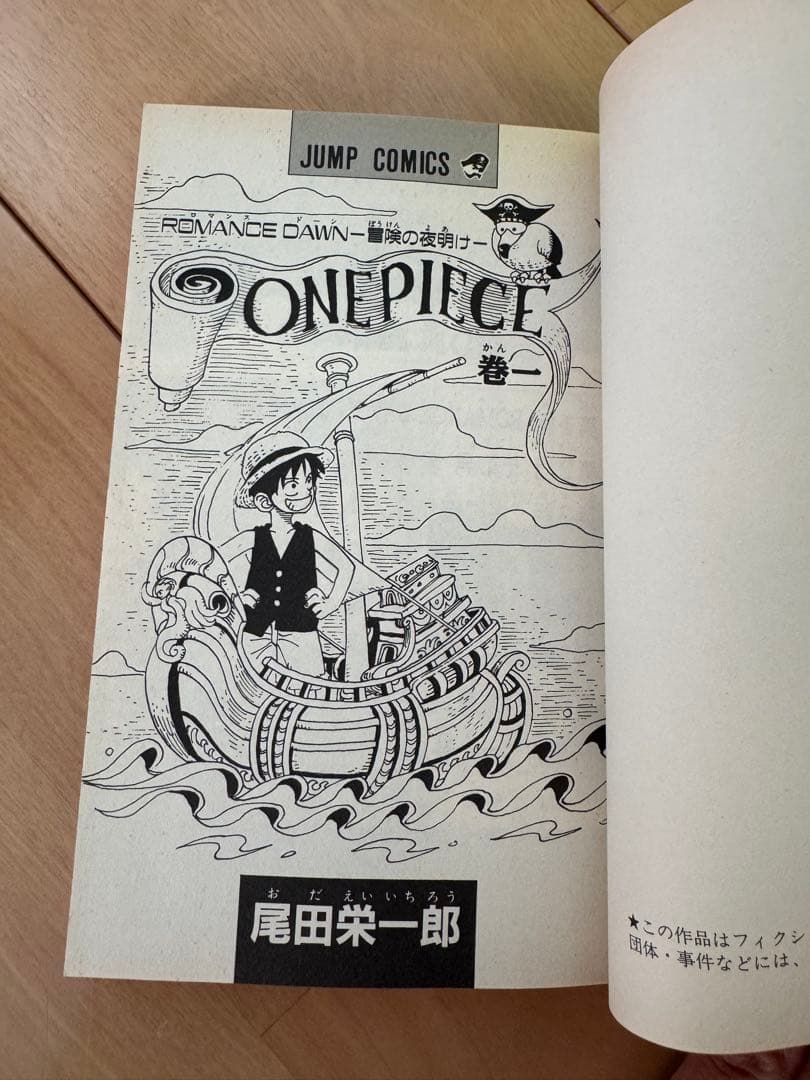 JUMP COMICS
ロマンス ドーン ぼうけん よあ
ROMANCE DAWN—冒険の夜明け—
ONE PIECE
かん
巻一
おだえいいちろう
尾田栄一郎
★この作品はフィクシ
団体・事件などには、